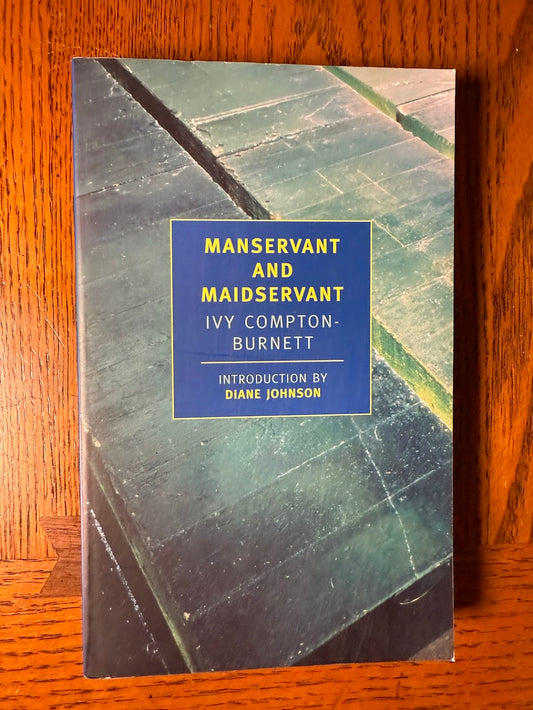 MANSERVANT
AND
MAIDSERVANT
IVY COMPTON-
BURNETT
INTRODUCTION BY
DIANE JOHNSON